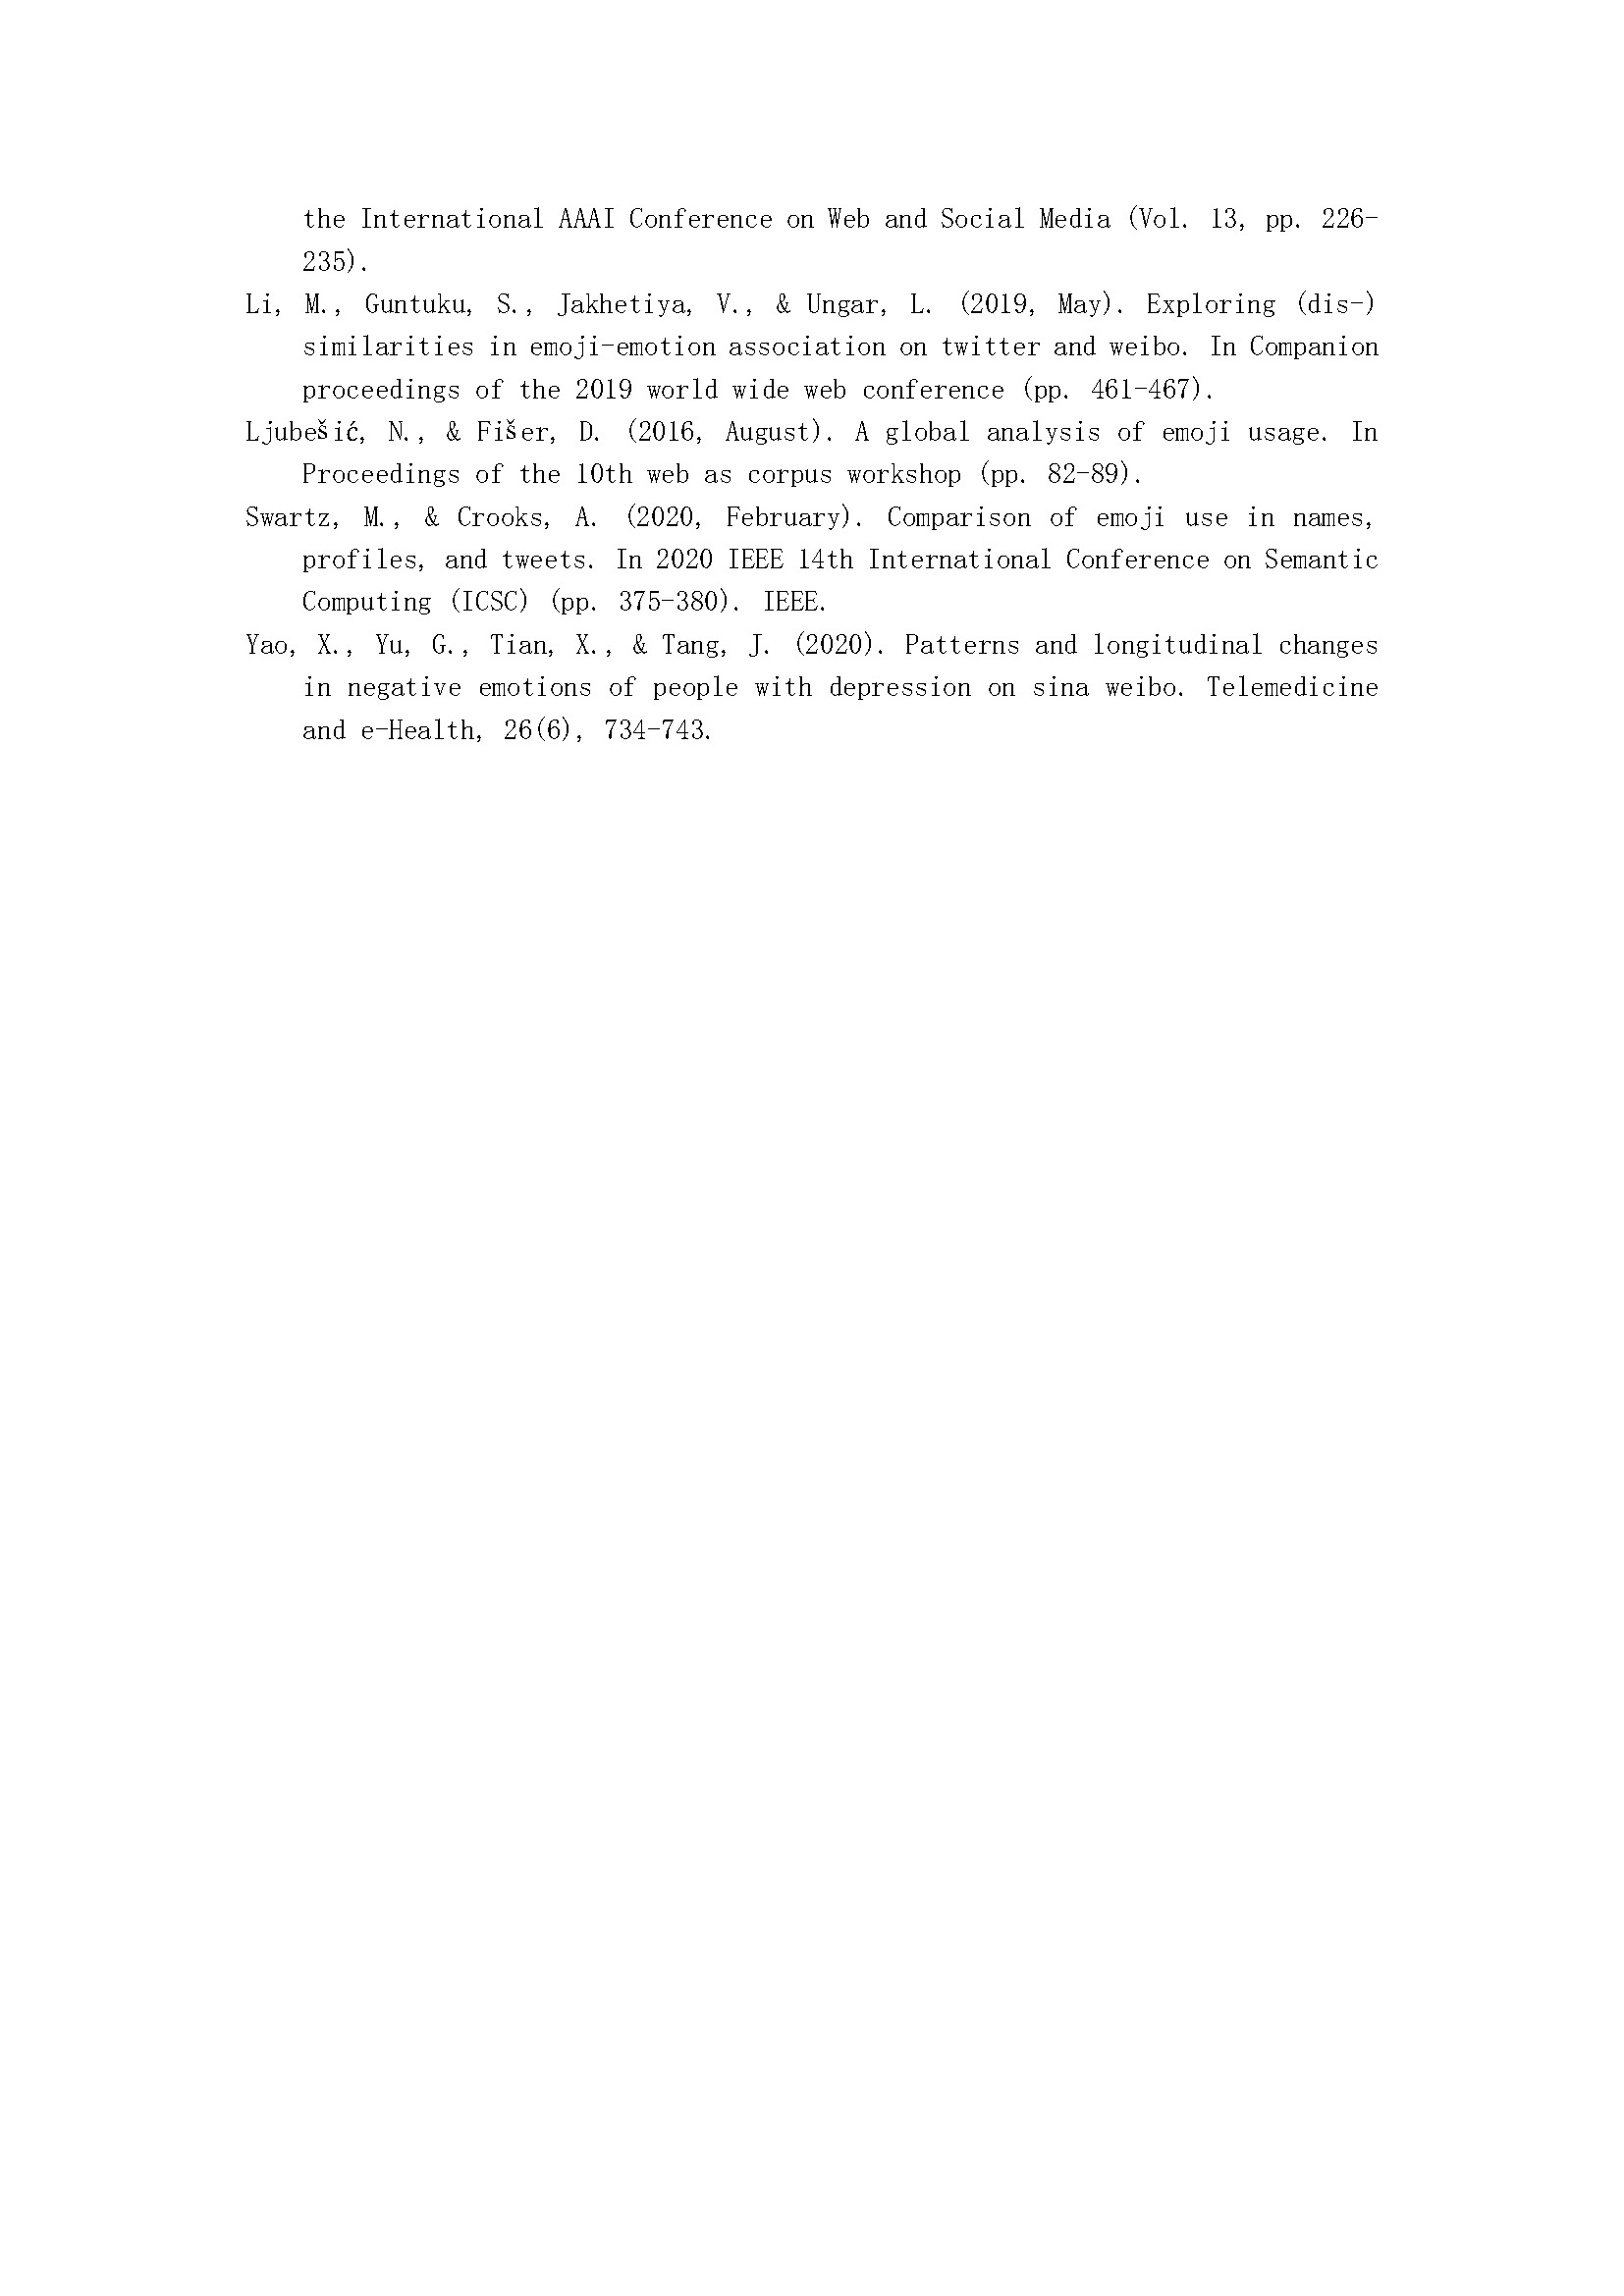 the International AAAI Conference on Web and Social Media (Vol. 13, pp. 226-
235).
Li, M., Guntuku, S., Jakhetiya, V., & Ungar, L. (2019, May). Exploring (dis-)
similarities in emoji-emotion association on twitter and weibo. In Companion
proceedings of the 2019 world wide web conference (pp. 461-467).
Ljubešić, N., & Fišer, D. (2016, August). A global analysis of emoji usage. In
Proceedings of the 10th web as corpus workshop (pp. 82-89).
Swartz, M., & Crooks, A. (2020, February). Comparison of emoji use in names,
profiles, and tweets. In 2020 IEEE 14th International Conference on Semantic
Computing (ICSC) (pp. 375-380). IEEE.
Yao, X., Yu, G., Tian, X., & Tang, J. (2020). Patterns and longitudinal changes
in negative emotions of people with depression on sina weibo. Telemedicine
and e-Health, 26(6), 734-743.